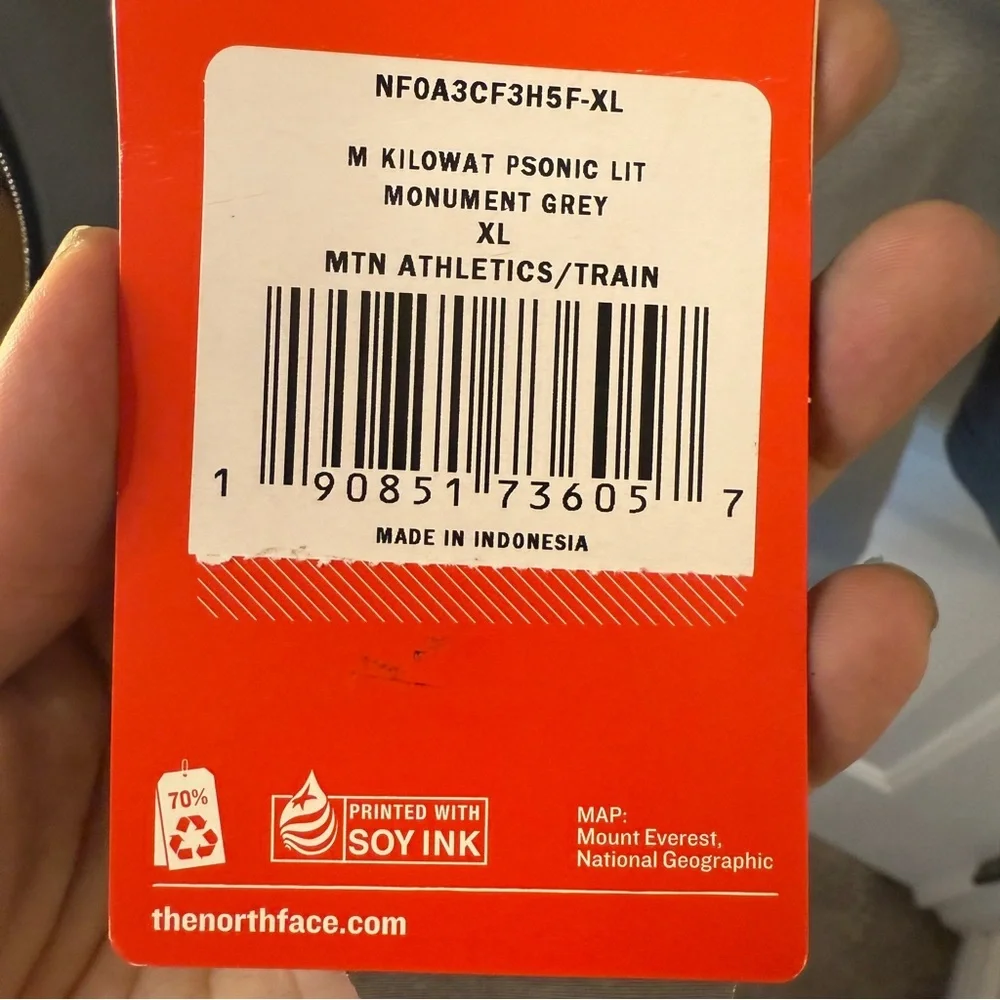 NF0A3CF3H5F-XL
M KILOWAT PSONIC LIT
MONUMENT GREY
XL
MTN ATHLETICS/TRAIN
1 90851 73605 7
MADE IN INDONESIA
70%
PRINTED WITH
SOY INK
MAP:
Mount Everest,
National Geographic
thenorthface.com